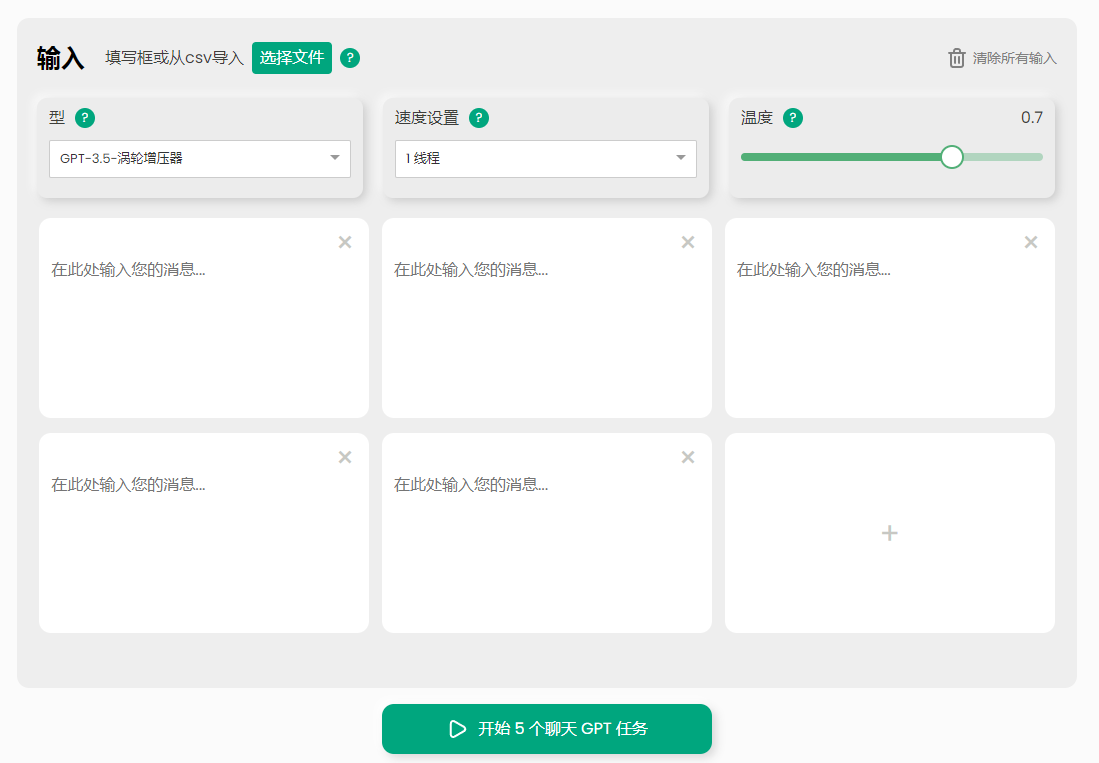 输入 填写框或从csv导入 选择文件 ? 清除所有输入
型 ? 速度设置 ? 温度 ? 0.7
GPT-3.5-涡轮增压器 1 线程
在此处输入您的消息... 在此处输入您的消息... 在此处输入您的消息...
在此处输入您的消息... 在此处输入您的消息...
开始 5 个聊天 GPT 任务